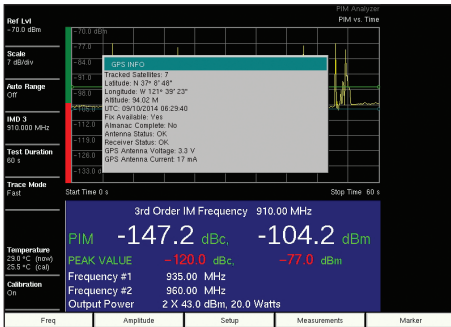 PIM Analyzer
PIM vs. Time
Ref Lvl
-70.0 dBm
Scale
7 dB/div
Auto Range
Off
IMD 3
910.000 MHz
Test Duration
60 s
Trace Mode
Fast
Temperature
29.0 °C (now)
25.5 °C (cal)
Calibration
On
-70.0 dBm
-77.0
-84.0
-91.0
-98.0
-112.0
-119.0
-126.0
-133.0
GPS INFO
Tracked Satellites: 7
Latitude: N 37° 8' 48"
Longitude: W 121° 39' 23"
Altitude: 94.02 M
UTC: 09/10/2014 06:29:40
Fix Available: Yes
Almanac Complete: No
Antenna Status: OK
Receiver Status: OK
GPS Antenna Voltage: 3.3 V
GPS Antenna Current: 17 mA
Start Time 0 s
Stop Time 60 s
3rd Order IM Frequency 910.00 MHz
PIM -147.2 dBc, -104.2 dBm
PEAK VALUE -120.0 dBc, -77.0 dBm
Frequency #1 935.00 MHz
Frequency #2 960.00 MHz
Output Power 2 X 43.0 dBm, 20.0 Watts
Freq Amplitude Setup Measurements Marker